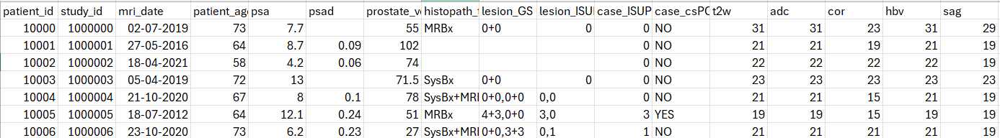 patient_id study_id mri_date patient_age psa psad prostate_vo histopath_t lesion_GS lesion_ISUP case_ISUP case_csPC t2w adc cor hbv sag
10000 1000000 02-07-2019 73 7.7 55 MRBx 0+0 0 0 NO 31 31 23 31 29
10001 1000001 27-05-2016 64 8.7 0.09 102 0 NO 21 21 19 21 19
10002 1000002 18-04-2021 58 4.2 0.06 74 0 NO 22 22 22 22 19
10003 1000003 05-04-2019 72 13 71.5 SysBx 0+0 0 0 NO 23 23 23 23 23
10004 1000004 21-10-2020 67 8 0.1 78 SysBx+MRI 0+0,0+0 0,0 0 NO 21 21 15 21 19
10005 1000005 18-07-2012 64 12.1 0.24 51 MRBx 4+3,0+0 3,0 3 YES 19 19 15 19 19
10006 1000006 23-10-2020 73 6.2 0.23 27 SysBx+MRI 0+0,3+3 0,1 1 NO 21 21 21 21 19